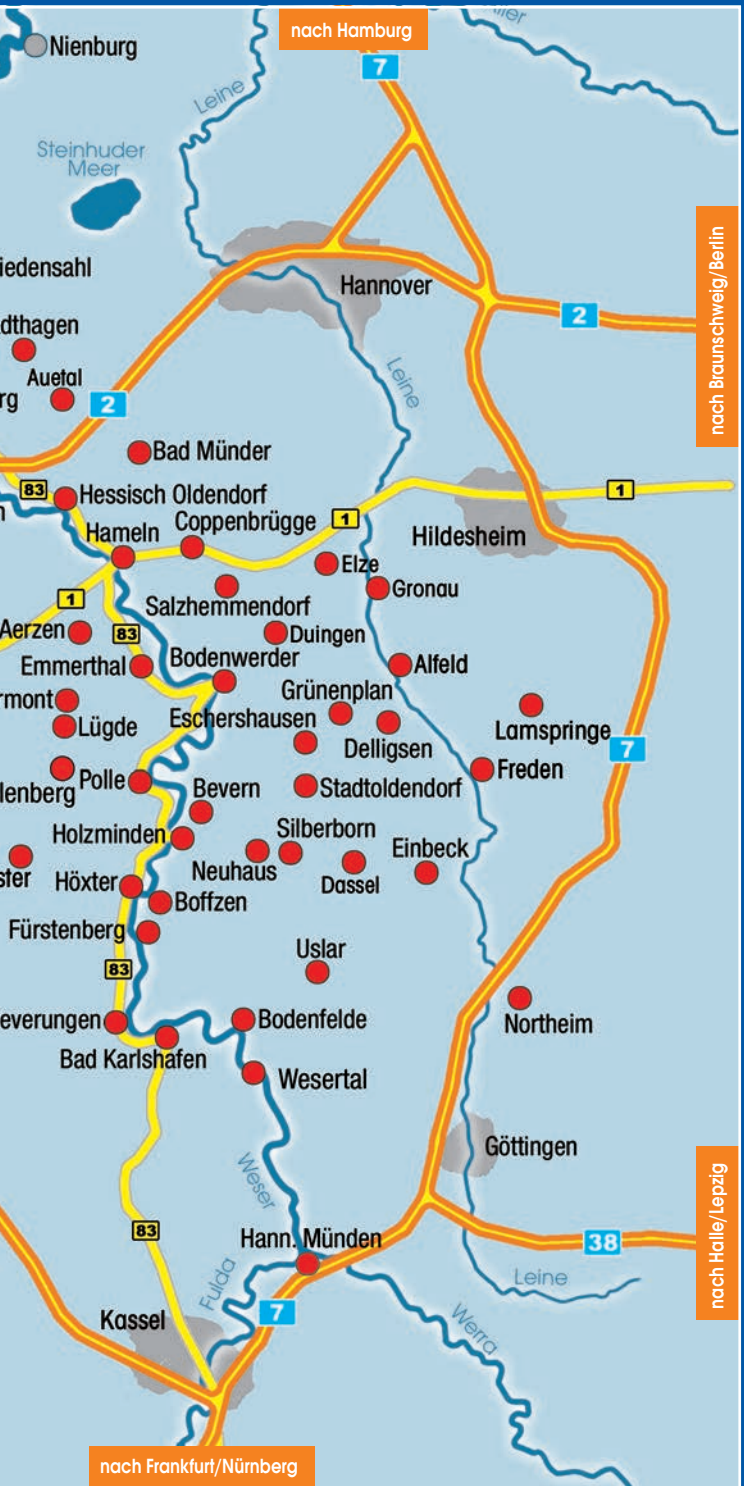 nach Hamburg
Aller
Nienburg
7
Leine
Steinhuder
Meer
nach Braunschweig/Berlin
iedensahl
Hannover
2
dthagen
Auetal
rg
2
Leine
Bad Münder
83
Hessisch Oldendorf
1
n
Coppenbrügge
1
Hameln
Hildesheim
Elze
Gronau
1
Salzhemmendorf
Aerzen
83
Duingen
Emmerthal
Bodenwerder
Alfeld
rmont
Grünenplan
Lügde
Eschershausen
Lamspringe
Delligsen
7
Freden
lenberg
Polle
Bevern
Stadtoldendorf
Holzminden
Silberborn
Einbeck
ster
Höxter
Neuhaus
Dassel
Boffzen
Fürstenberg
Uslar
83
everungen
Bodenfelde
Northeim
Bad Karlshafen
Wesertal
Göttingen
Weser
nach Halle/Lepzig
83
Hann. Münden
38
Fulda
Leine
7
Kassel
Werra
nach Frankfurt/Nürnberg